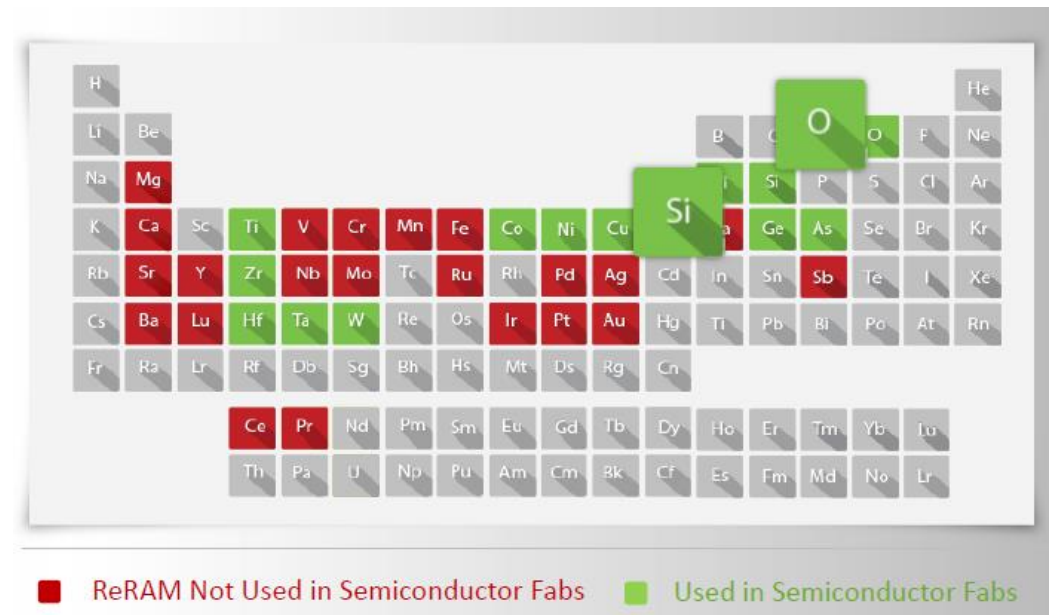 H He
Li Be B O F Ne
Na Mg Si P S Cl Ar
K Ca Sc Ti V Cr Mn Fe Co Ni Cu Si Ge As Se Br Kr
Rb Sr Y Zr Nb Mo Tc Ru Rh Pd Ag Cd In Sn Sb Te I Xe
Cs Ba Lu Hf Ta W Re Os Ir Pt Au Hg Tl Pb Bi Po At Rn
Fr Ra Lr Rf Db Sg Bh Hs Mt Ds Rg Cn
Ce Pr Nd Pm Sm Eu Gd Tb Dy Ho Er Tm Yb Lu
Th Pa U Np Pu Am Cm Bk Cf Es Fm Md No Lr
O
ReRAM Not Used in Semiconductor Fabs Used in Semiconductor Fabs